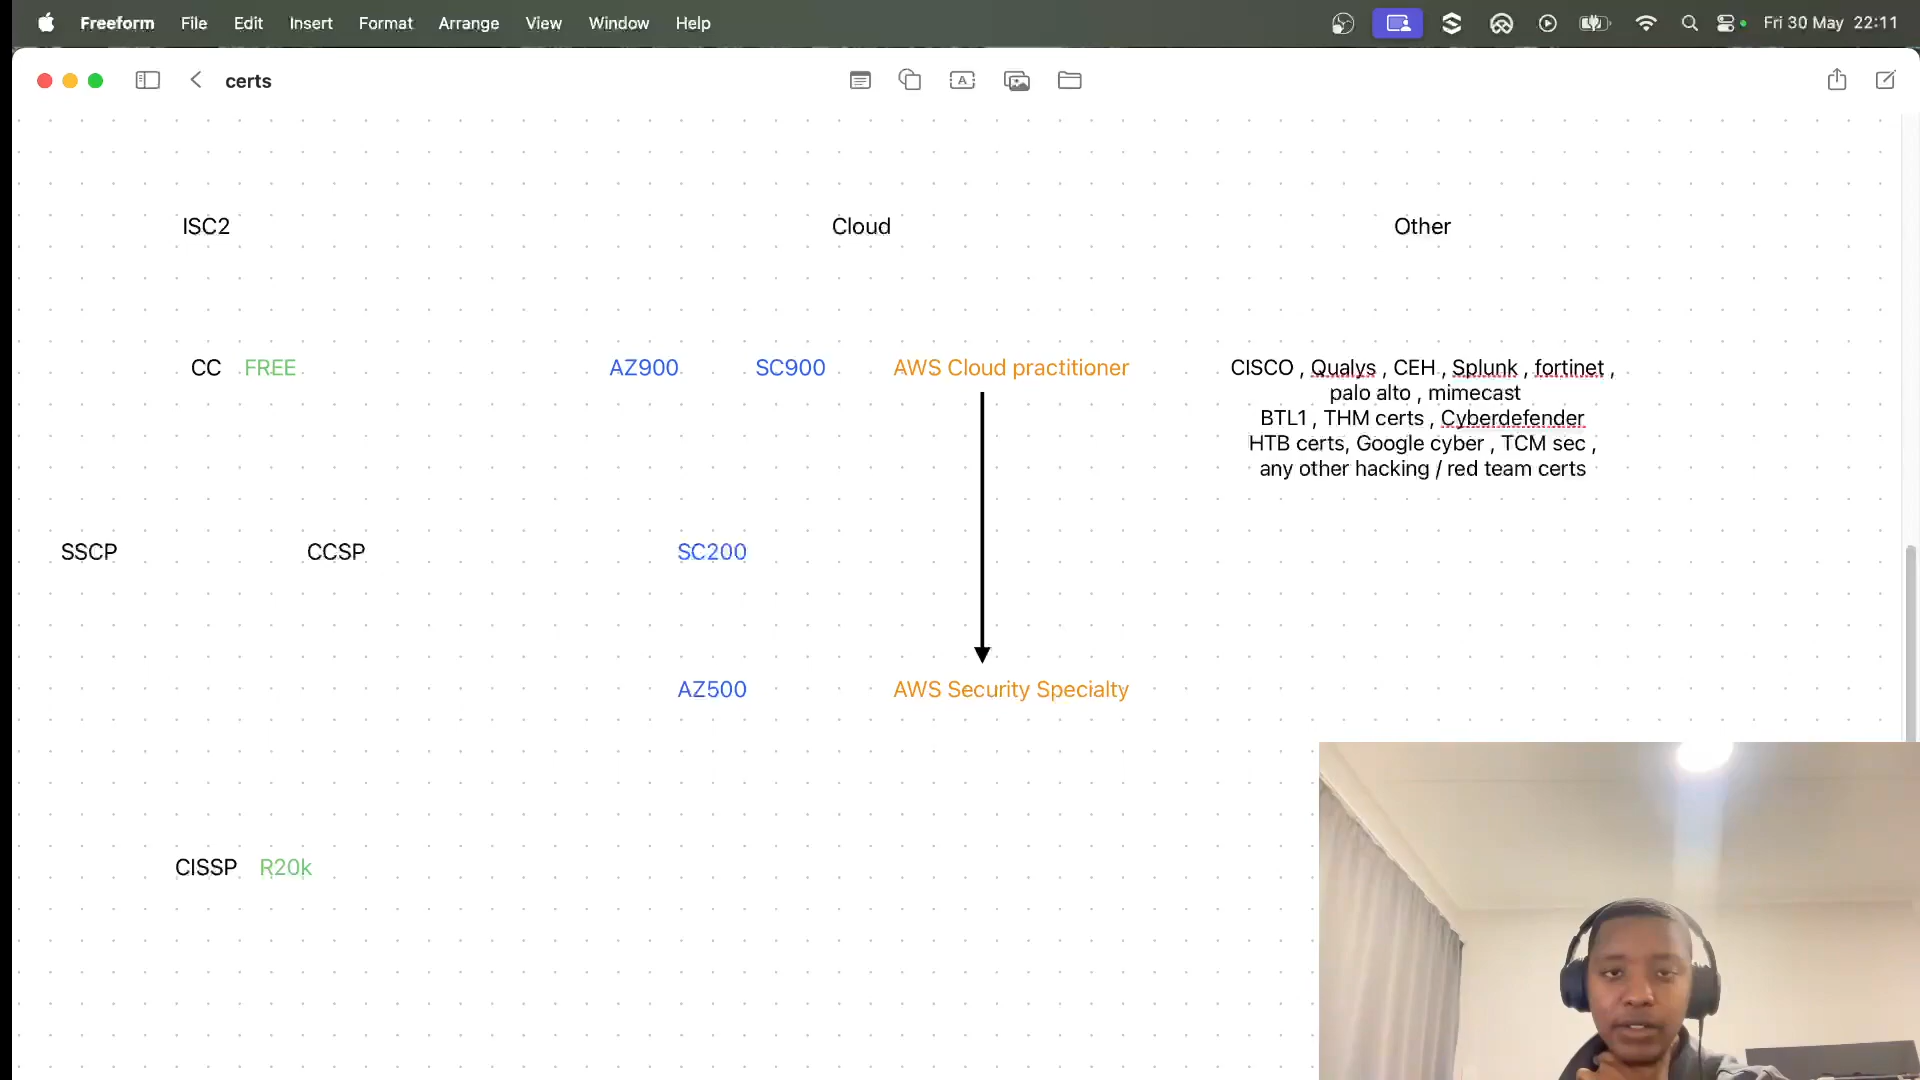 Freeform File Edit Insert Format Arrange View Window Help Fri 30 May 22:11
certs
ISC2 Cloud Other
CC FREE AZ900 SC900 AWS Cloud practitioner CISCO , Qualys , CEH , Splunk , fortinet ,
palo alto , mimecast
BTL1 , THM certs , Cyberdefender
HTB certs, Google cyber , TCM sec ,
any other hacking / red team certs
SSCP CCSP SC200
AZ500 AWS Security Specialty
CISSP R20k